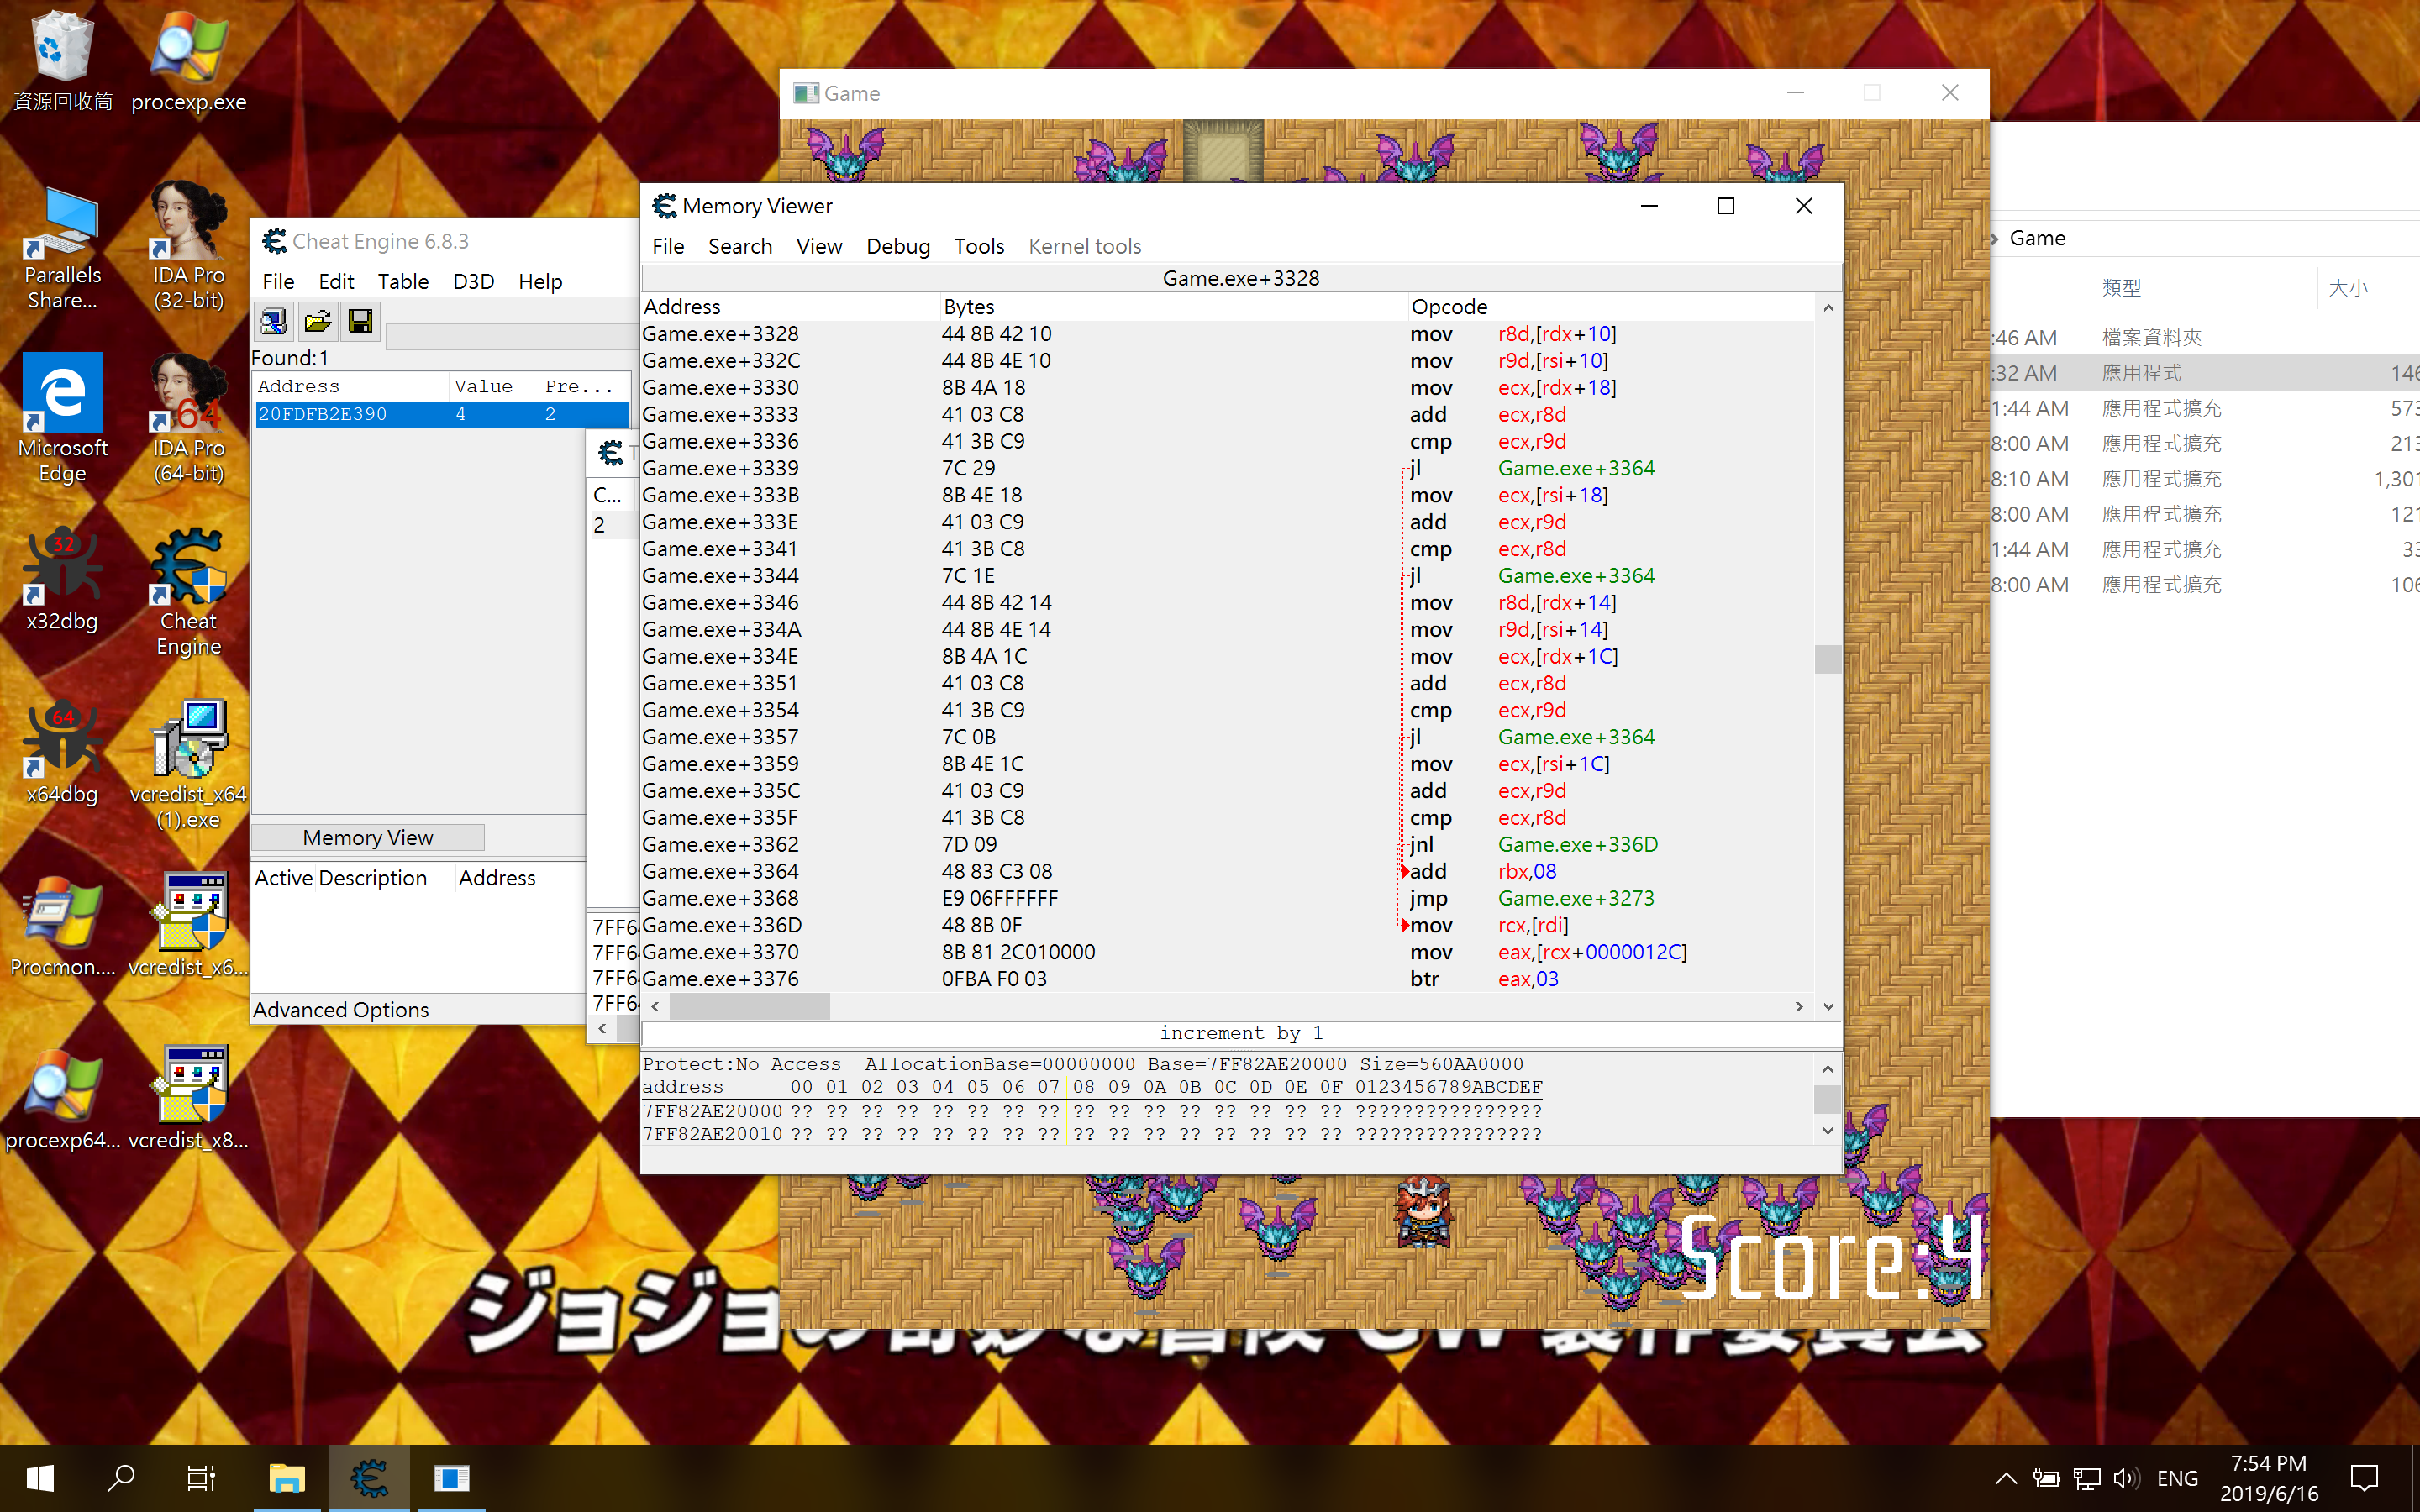 資源回收筒
procexp.exe
Parallels
Share...
IDA Pro
(32-bit)
Microsoft
Edge
64
IDA Pro
(64-bit)
32
x32dbg
Cheat
Engine
64
x64dbg
vcredist_x64
(1).exe
Procmon....
vcredist_x6...
procexp64...
vcredist_x8...
Game
Game
類型
大小
:46 AM 檔案資料夾
:32 AM 應用程式 146
1:44 AM 應用程式擴充 573
8:00 AM 應用程式擴充 213
8:10 AM 應用程式擴充 1,301
8:00 AM 應用程式擴充 121
1:44 AM 應用程式擴充 33
8:00 AM 應用程式擴充 106
Cheat Engine 6.8.3
File Edit Table D3D Help
Found:1
Address Value Pre...
20FDFB2E390 4 2
Memory View
Active Description Address
Advanced Options
T
C...
2
7FF64
7FF64
7FF64
7FF64
Memory Viewer
File Search View Debug Tools Kernel tools
Game.exe+3328
Address Bytes Opcode
Game.exe+3328 44 8B 42 10 mov r8d,[rdx+10]
Game.exe+332C 44 8B 4E 10 mov r9d,[rsi+10]
Game.exe+3330 8B 4A 18 mov ecx,[rdx+18]
Game.exe+3333 41 03 C8 add ecx,r8d
Game.exe+3336 41 3B C9 cmp ecx,r9d
Game.exe+3339 7C 29 jl Game.exe+3364
Game.exe+333B 8B 4E 18 mov ecx,[rsi+18]
Game.exe+333E 41 03 C9 add ecx,r9d
Game.exe+3341 41 3B C8 cmp ecx,r8d
Game.exe+3344 7C 1E jl Game.exe+3364
Game.exe+3346 44 8B 42 14 mov r8d,[rdx+14]
Game.exe+334A 44 8B 4E 14 mov r9d,[rsi+14]
Game.exe+334E 8B 4A 1C mov ecx,[rdx+1C]
Game.exe+3351 41 03 C8 add ecx,r8d
Game.exe+3354 41 3B C9 cmp ecx,r9d
Game.exe+3357 7C 0B jl Game.exe+3364
Game.exe+3359 8B 4E 1C mov ecx,[rsi+1C]
Game.exe+335C 41 03 C9 add ecx,r9d
Game.exe+335F 41 3B C8 cmp ecx,r8d
Game.exe+3362 7D 09 jnl Game.exe+336D
Game.exe+3364 48 83 C3 08 add rbx,08
Game.exe+3368 E9 06FFFFFF jmp Game.exe+3273
Game.exe+336D 48 8B 0F mov rcx,[rdi]
Game.exe+3370 8B 81 2C010000 mov eax,[rcx+0000012C]
Game.exe+3376 0FBA F0 03 btr eax,03
increment by 1
Protect:No Access AllocationBase=00000000 Base=7FF82AE20000 Size=560AA0000
address 00 01 02 03 04 05 06 07 08 09 0A 0B 0C 0D 0E 0F 0123456789ABCDEF
7FF82AE20000 ?? ?? ?? ?? ?? ?? ?? ?? ?? ?? ?? ?? ?? ?? ?? ?? ????????????????
7FF82AE20010 ?? ?? ?? ?? ?? ?? ?? ?? ?? ?? ?? ?? ?? ?? ?? ?? ????????????????
Score:4
ジョジョの奇妙な冒険 GW 製作委員会
ENG
7:54 PM
2019/6/16